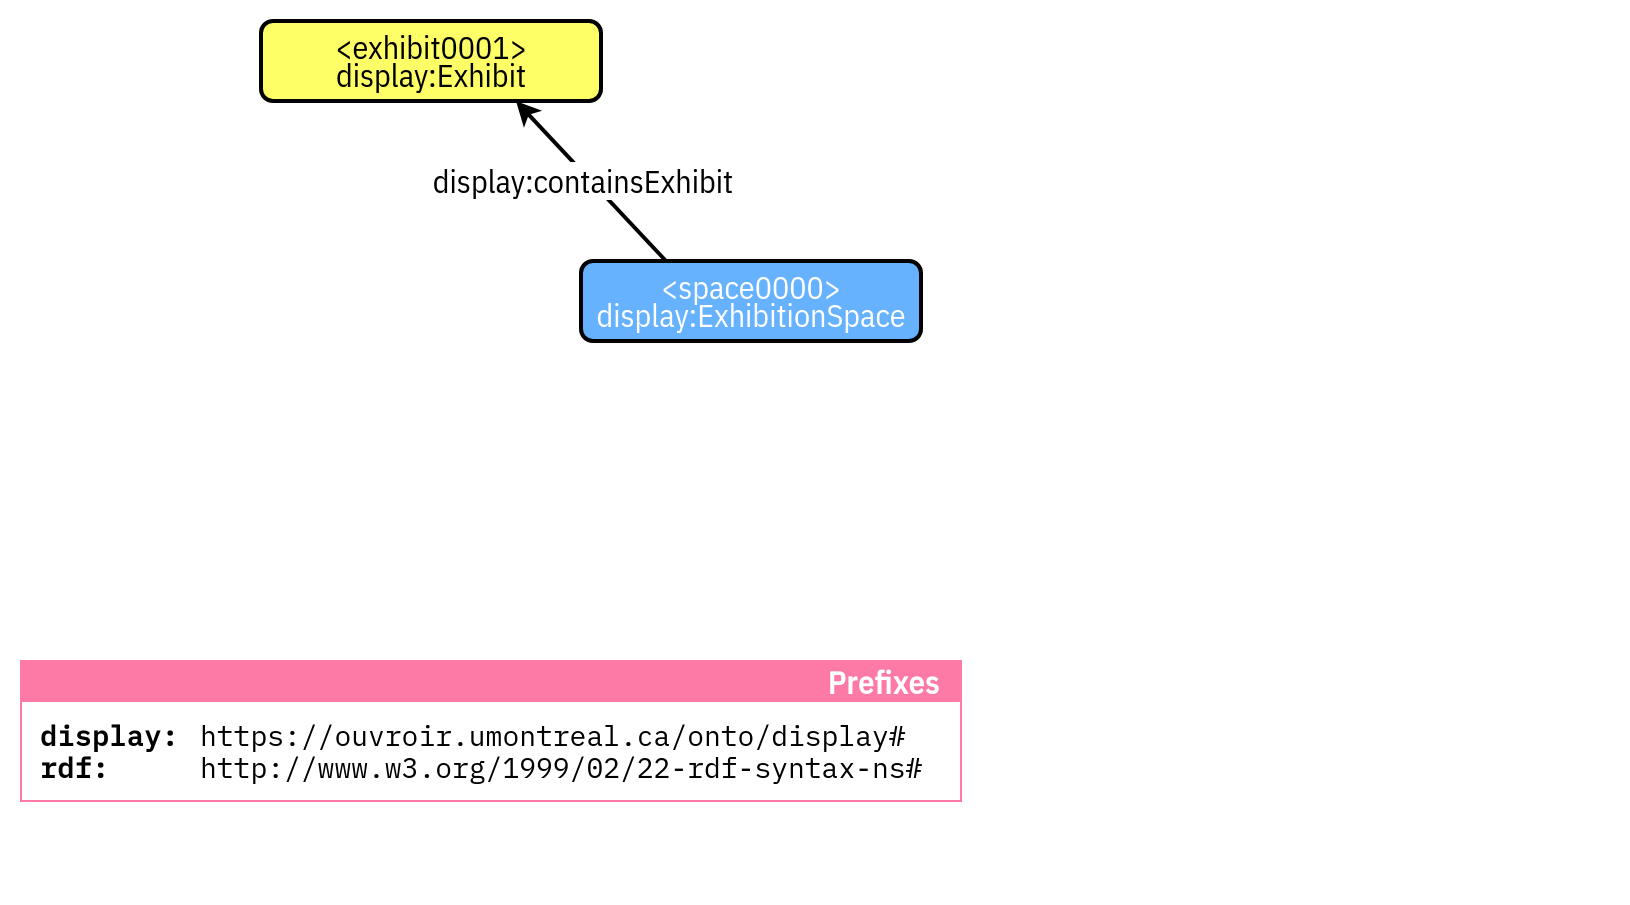 <exhibit0001>
display:Exhibit
display:containsExhibit
<space0000>
display:ExhibitionSpace
Prefixes
display: https://ouvroir.umontreal.ca/onto/display#
rdf: http://www.w3.org/1999/02/22-rdf-syntax-ns#